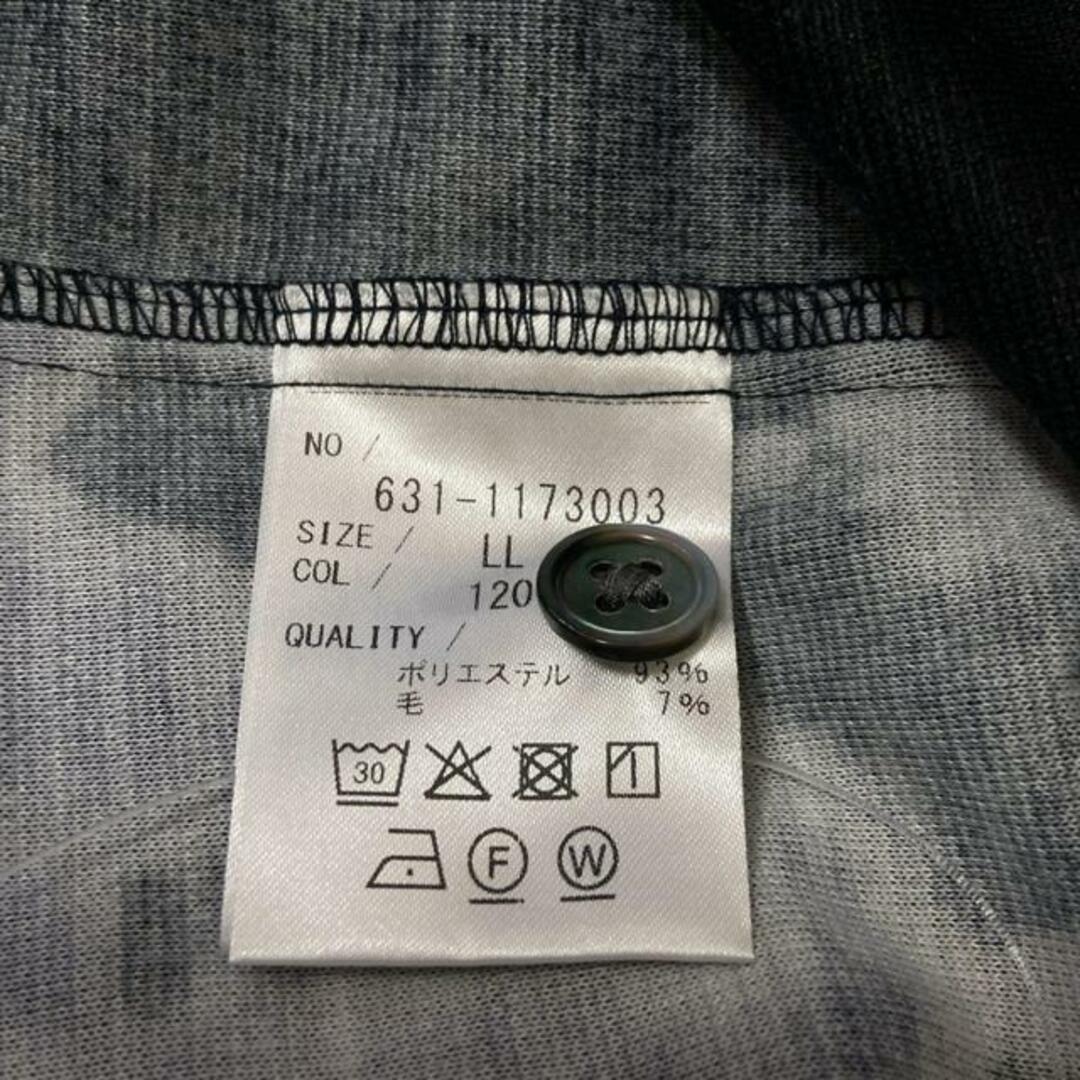 NO /
631-1173003
SIZE / LL
COL / 120
QUALITY /
ポリエステル 93%
毛 7%
30
F W